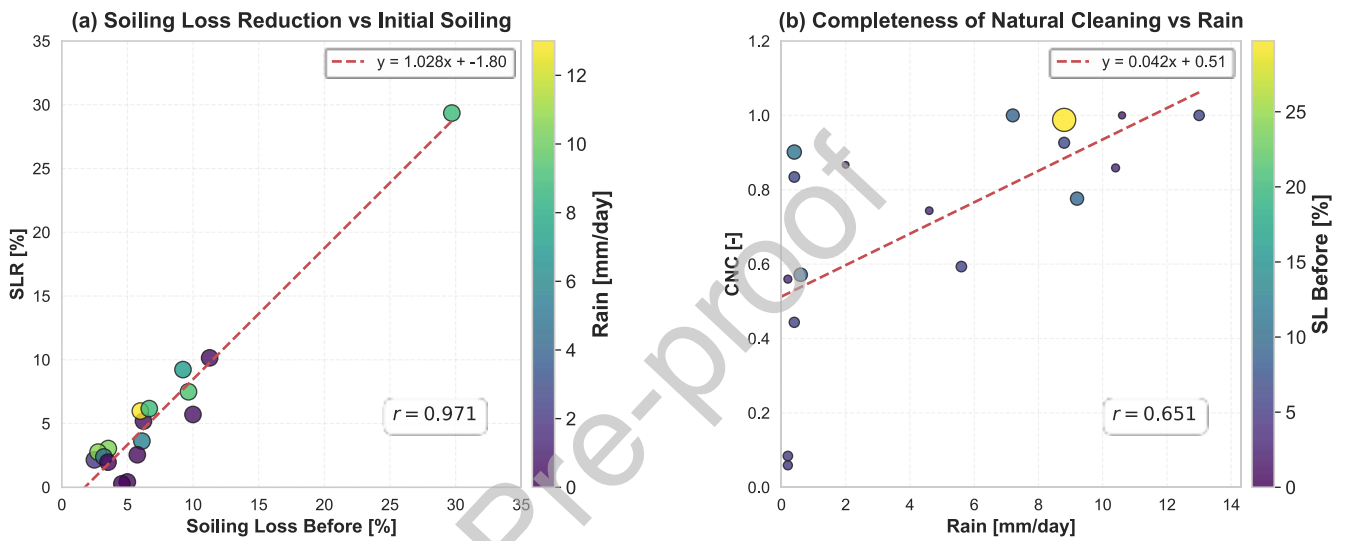 (a) Soiling Loss Reduction vs Initial Soiling
35
30
25
20
15
10
5
0
SLR [%]
0 5 10 15 20 25 30 35
Soiling Loss Before [%]
y = 1.028x + -1.80
r = 0.971
12
10
8
6
4
2
0
Rain [mm/day]
(b) Completeness of Natural Cleaning vs Rain
1.2
1.0
0.8
0.6
0.4
0.2
0.0
CNC [-]
0 2 4 6 8 10 12 14
Rain [mm/day]
y = 0.042x + 0.51
r = 0.651
25
20
15
10
5
0
SL Before [%]
Pre-proof